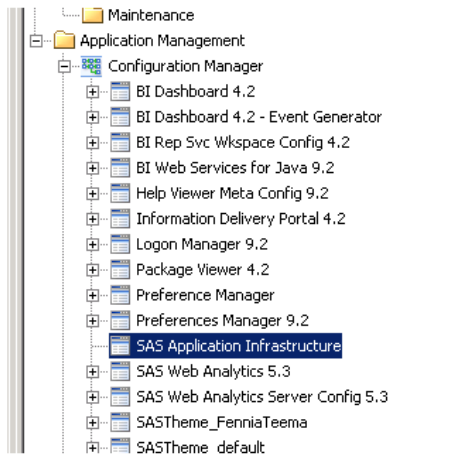 Maintenance
Application Management
Configuration Manager
BI Dashboard 4.2
BI Dashboard 4.2 - Event Generator
BI Rep Svc Wkspace Config 4.2
BI Web Services for Java 9.2
Help Viewer Meta Config 9.2
Information Delivery Portal 4.2
Logon Manager 9.2
Package Viewer 4.2
Preference Manager
Preferences Manager 9.2
SAS Application Infrastructure
SAS Web Analytics 5.3
SAS Web Analytics Server Config 5.3
SASTheme_FenniaTeema
SASTheme_default